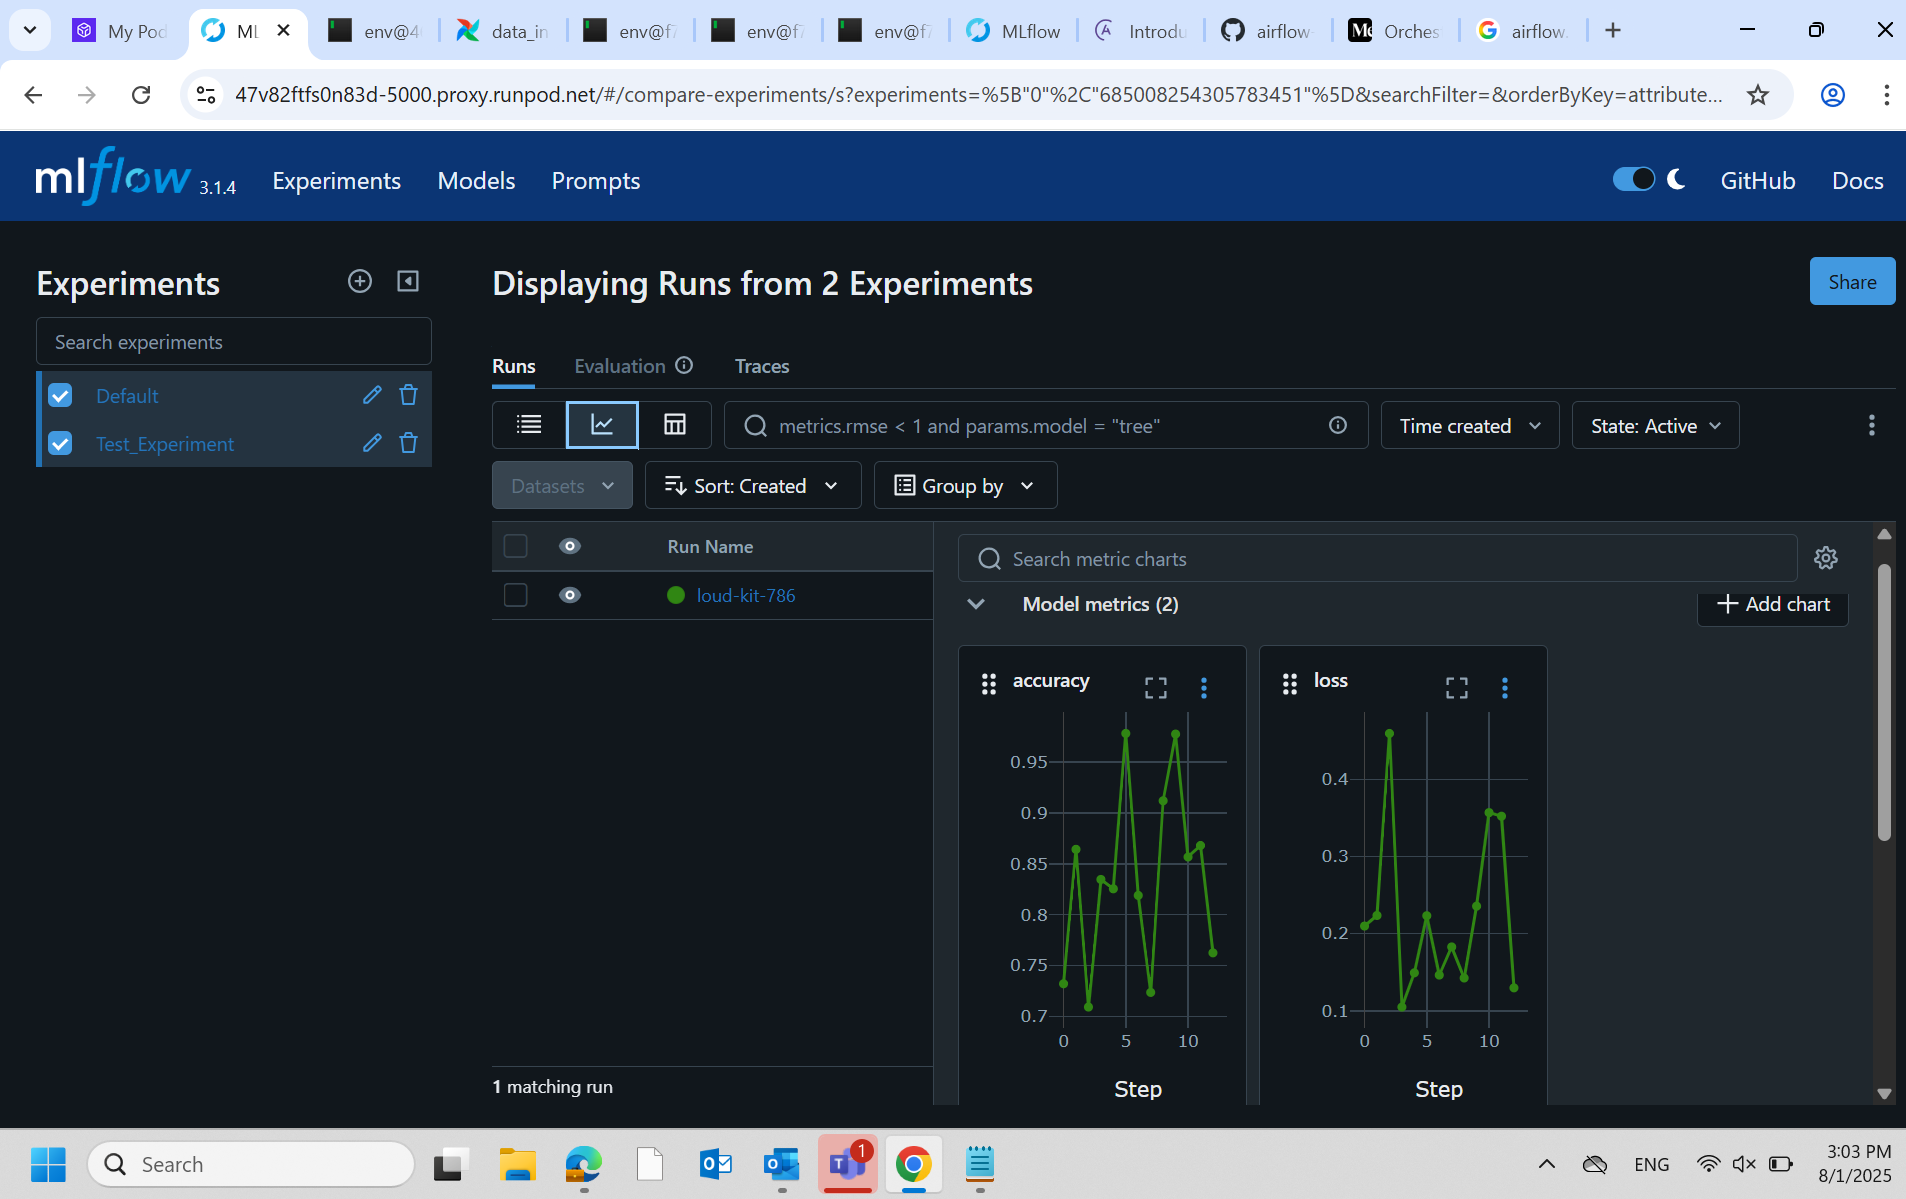 My Pod
ML
env@4
data_in
env@f7
env@f7
env@f7
MLflow
Introdu
airflow-
Orches
airflow.
47v82ftfs0n83d-5000.proxy.runpod.net/#/compare-experiments/s?experiments=%5B"0"%2C"685008254305783451"%5D&searchFilter=&orderByKey=attribute...
mlflow 3.1.4 Experiments Models Prompts GitHub Docs
Experiments
Search experiments
Default
Test_Experiment
Displaying Runs from 2 Experiments
Share
Runs Evaluation Traces
metrics.rmse < 1 and params.model = "tree"
Time created
State: Active
Datasets
Sort: Created
Group by
Run Name
loud-kit-786
1 matching run
Search metric charts
Model metrics (2)
Add chart
accuracy
0.95
0.9
0.85
0.8
0.75
0.7
0 5 10
Step
loss
0.4
0.3
0.2
0.1
0 5 10
Step
Search
1
ENG
3:03 PM
8/1/2025